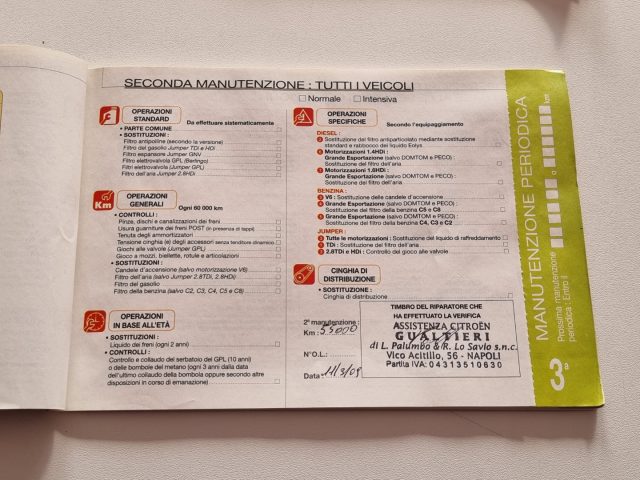 SECONDA MANUTENZIONE : TUTTI I VEICOLI
Normale Intensiva
OPERAZIONI
STANDARD
Da effettuare sistematicamente
• PARTE COMUNE
• SOSTITUZIONI :
Filtro antipolline (secondo la versione)
Filtro del gasolio Jumper TDI e HDI
Filtro espansore Jumper GNV
Filtro elettrovalvola GPL (Berlingo)
Filtri elettrovalvola Jumper (GPL)
Filtro dell'aria Jumper 2.8HDi
Km
OPERAZIONI
GENERALI
Ogni 60 000 km
• CONTROLLI :
Pinze, dischi e canalizzazioni dei freni
Usura guarniture dei freni POST (in presenza di tappi)
Tenuta degli ammortizzatori
Tensione cinghia (e) degli accessori senza tenditore dinamico
Giochi alle valvole (Jumper GPL)
Gioco a mozzi, biellette, rotule e articolazioni
• SOSTITUZIONI :
Candele d'accensione (salvo motorizzazione V6)
Filtro dell'aria (salvo Jumper 2.8TDI, 2.8HDi)
Filtro del gasolio
Filtro della benzina (salvo C2, C3, C4, C5 e C8)
OPERAZIONI
IN BASE ALL'ETÀ
• SOSTITUZIONI :
Liquido dei freni (ogni 2 anni)
• CONTROLLI :
Controllo e collaudo del serbatoio del GPL (10 anni)
o delle bombole del metano (ogni 3 anni dalla data
dell'ultimo collaudo della bombola oppure secondo altre
disposizioni in corso di emanazione)
OPERAZIONI
SPECIFICHE
Secondo l'equipaggiamento
DIESEL :
Sostituzione del filtro antiparticolato mediante sostituzione
standard e rabbocco del liquido Eolys.
Motorizzazioni 1.4HDi :
Grande Esportazione (salvo DOMTOM e PECO) :
Sostituzione del filtro dell'aria
Motorizzazioni 1.6HDi :
Grande Esportazione (salvo DOMTOM e PECO) :
Sostituzione del filtro dell'aria
BENZINA :
V6 : Sostituzione delle candele d'accensione
Grande Esportazione (salvo DOMTOM e PECO) :
Sostituzione del filtro della benzina C5 e C8
Grande Esportazione (salvo DOMTOM e PECO) :
Sostituzione del filtro della benzina C4, C3 e C2
JUMPER :
Tutte le motorizzazioni : Sostituzione del liquido di raffreddamento
TDi : Sostituzione del filtro dell'aria
2.8TDi e HDi : Controllo del gioco alle valvole
CINGHIA DI
DISTRIBUZIONE
• SOSTITUZIONE :
Cinghia di distribuzione
2ª manutenzione :
Km : 55000
N°O.L. :
Data : 11/3/09
TIMBRO DEL RIPARATORE CHE
HA EFFETTUATO LA VERIFICA
ASSISTENZA CITROËN
GUALTIERI
di L. Palumbo & R. Lo Savio s.n.c.
Vico Acitillo, 56 - NAPOLI
Partita IVA: 04313510630
MANUTENZIONE PERIODICA
Prossima manutenzione
periodica : Entro il
km
3ª